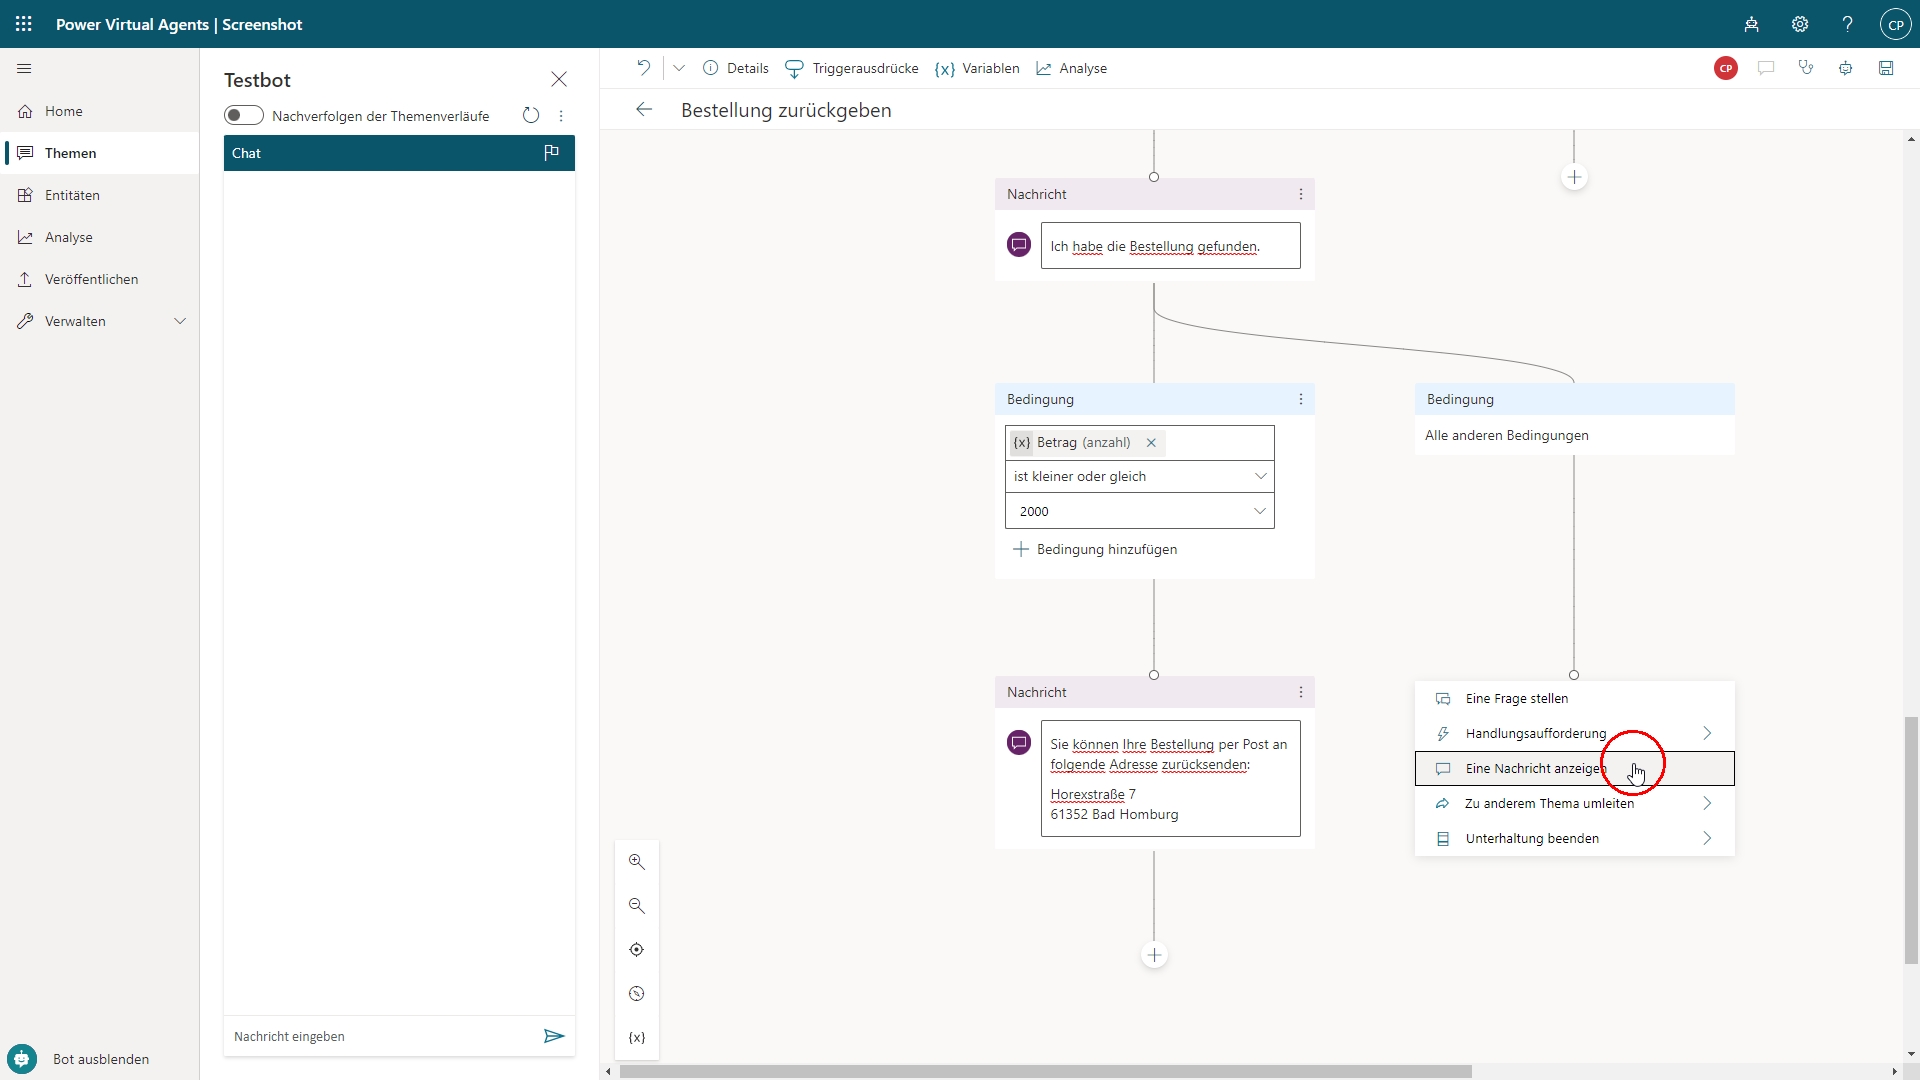 Power Virtual Agents | Screenshot
CP
Home
Themen
Entitäten
Analyse
Veröffentlichen
Verwalten
Bot ausblenden
Testbot
Nachverfolgen der Themenverläufe
Chat
Nachricht eingeben
Details
Triggerausdrücke
{x} Variablen
Analyse
CP
Bestellung zurückgeben
Nachricht
Ich habe die Bestellung gefunden.
Bedingung
{x} Betrag (anzahl)
ist kleiner oder gleich
2000
Bedingung hinzufügen
Bedingung
Alle anderen Bedingungen
Nachricht
Sie können Ihre Bestellung per Post an
folgende Adresse zurücksenden:
Horexstraße 7
61352 Bad Homburg
Eine Frage stellen
Handlungsaufforderung
Eine Nachricht anzeigen
Zu anderem Thema umleiten
Unterhaltung beenden
{x}